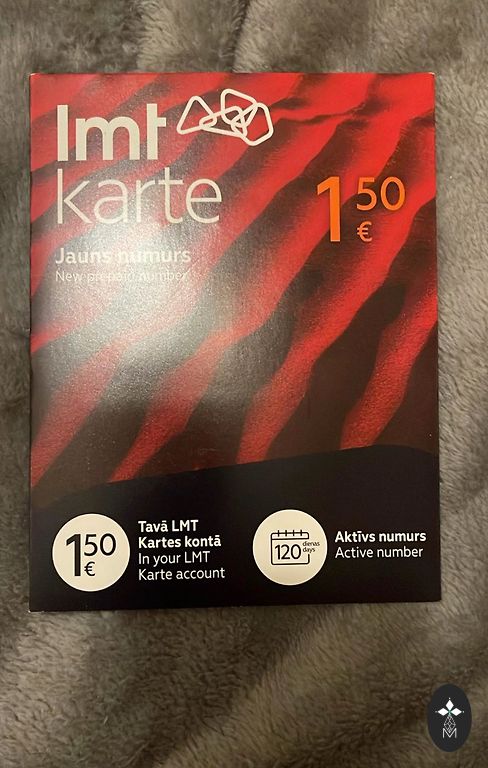 lmt
karte
Jauns numurs
New prepaid number
1 50
€
1 50
€
Tavā LMT
Kartes kontā
In your LMT
Karte account
120 dienas
days
Aktīvs numurs
Active number
M